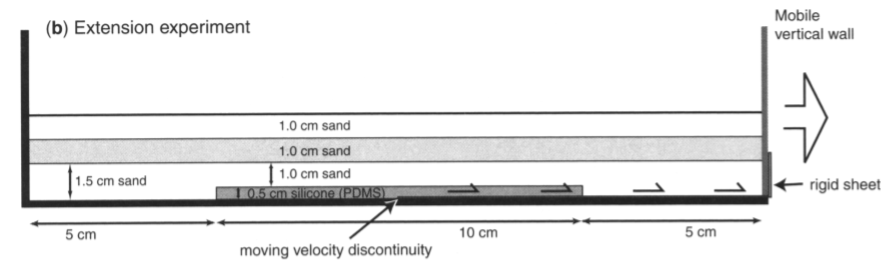 (b) Extension experiment
Mobile
vertical wall
1.0 cm sand
1.0 cm sand
1.5 cm sand
1.0 cm sand
0.5 cm silicone (PDMS)
rigid sheet
5 cm
10 cm
5 cm
moving velocity discontinuity